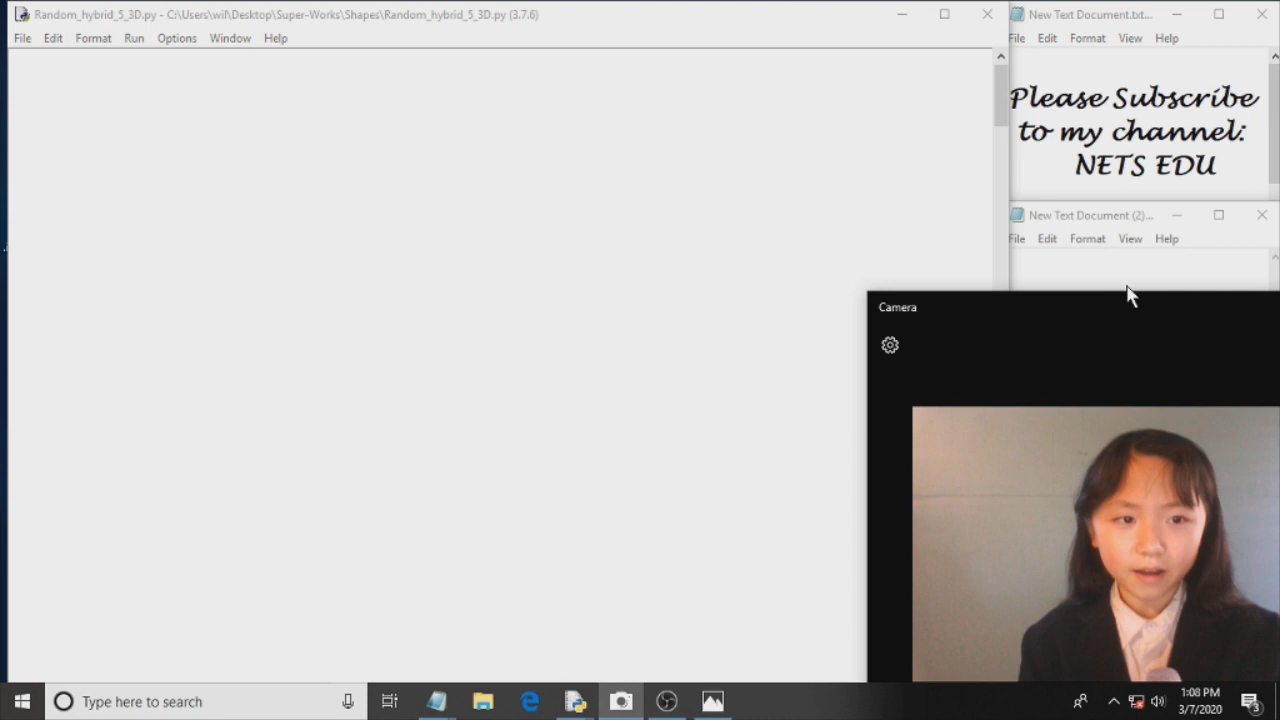 Random_hybrid_5_3D.py - C:\Users\wil\Desktop\Super-Works\Shapes\Random_hybrid_5_3D.py (3.7.6)
File Edit Format Run Options Window Help
New Text Document.txt...
File Edit Format View Help
Please Subscribe
to my channel:
NETS EDU
New Text Document (2)...
File Edit Format View Help
Camera
Type here to search
1:08 PM
3/7/2020
3